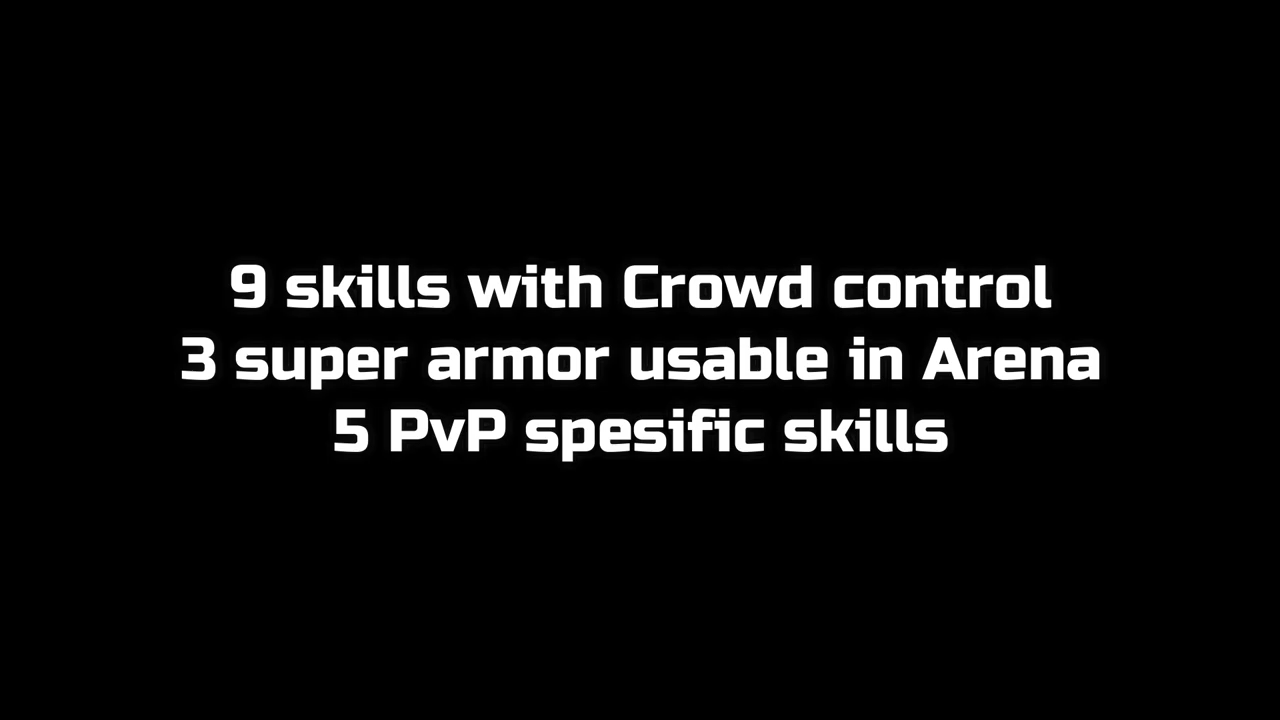 9 skills with Crowd control
3 super armor usable in Arena
5 PvP spesific skills